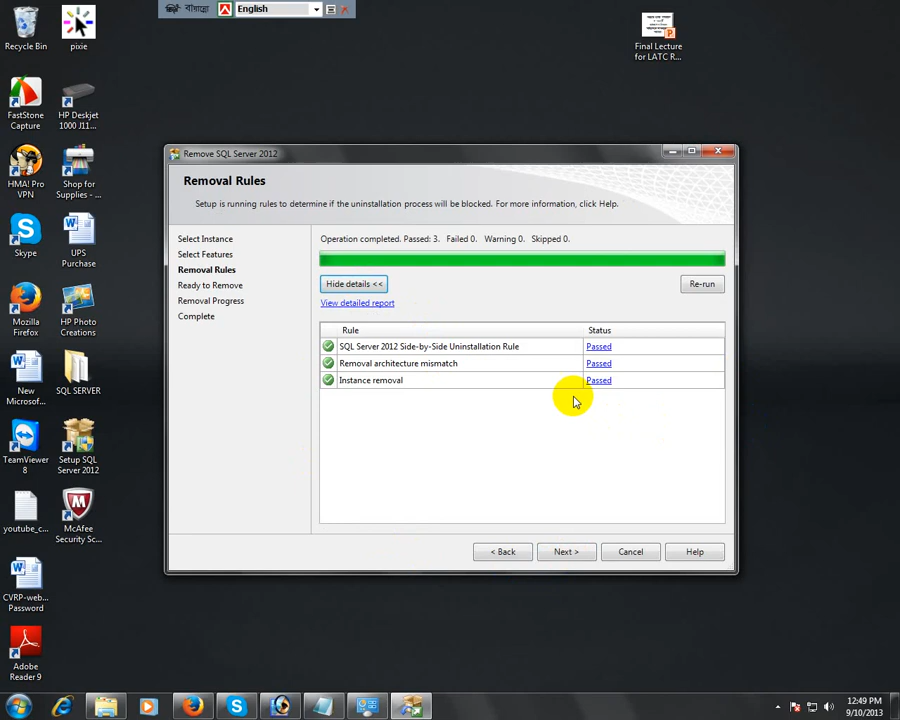 বাংলা English
Recycle Bin
pixie
Final Lecture
for LATC R...
FastStone
Capture
HP Deskjet
1000 J11...
HMA! Pro
VPN
Shop for
Supplies - ...
Skype
UPS
Purchase
Mozilla
Firefox
HP Photo
Creations
New
Microsof...
SQL SERVER
TeamViewer
8
Setup SQL
Server 2012
youtube_c...
McAfee
Security Sc...
CVRP-web...
Password
Adobe
Reader 9
Remove SQL Server 2012
Removal Rules
Setup is running rules to determine if the uninstallation process will be blocked. For more information, click Help.
Select Instance
Select Features
Removal Rules
Ready to Remove
Removal Progress
Complete
Operation completed. Passed: 3. Failed 0. Warning 0. Skipped 0.
Hide details <<
Re-run
View detailed report
Rule Status
SQL Server 2012 Side-by-Side Uninstallation Rule Passed
Removal architecture mismatch Passed
Instance removal Passed
< Back Next > Cancel Help
12:49 PM
9/10/2013